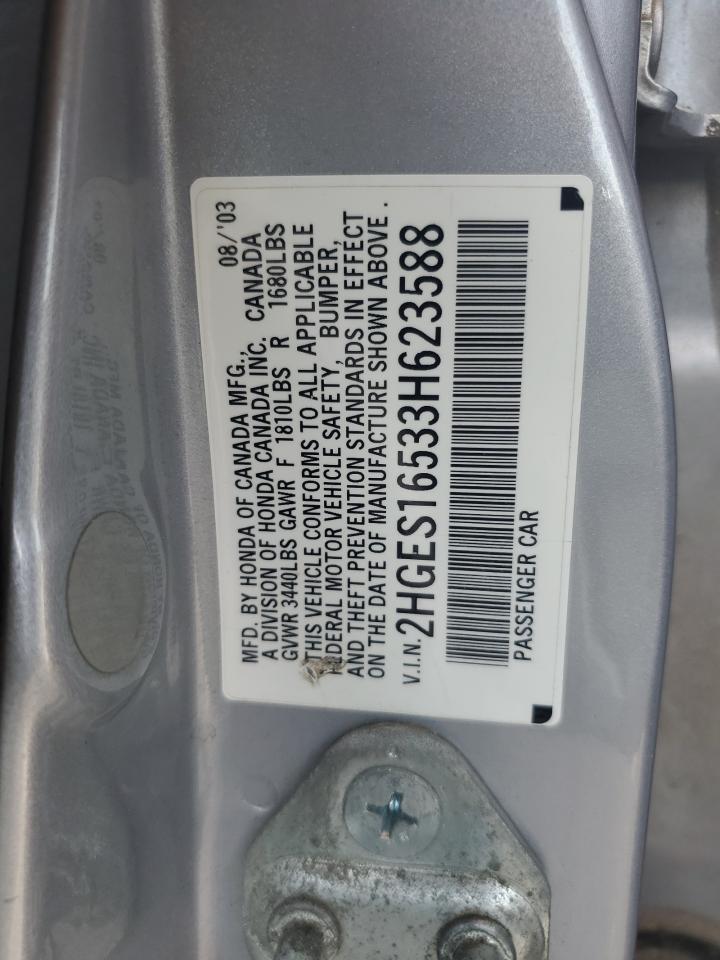 MFD. BY HONDA OF CANADA MFG., 08/'03
A DIVISION OF HONDA CANADA INC. CANADA
GVWR 3440LBS GAWR F 1810LBS R 1680LBS
THIS VEHICLE CONFORMS TO ALL APPLICABLE
FEDERAL MOTOR VEHICLE SAFETY, BUMPER,
AND THEFT PREVENTION STANDARDS IN EFFECT
ON THE DATE OF MANUFACTURE SHOWN ABOVE.
V.I.N. 2HGES16533H623588
PASSENGER CAR